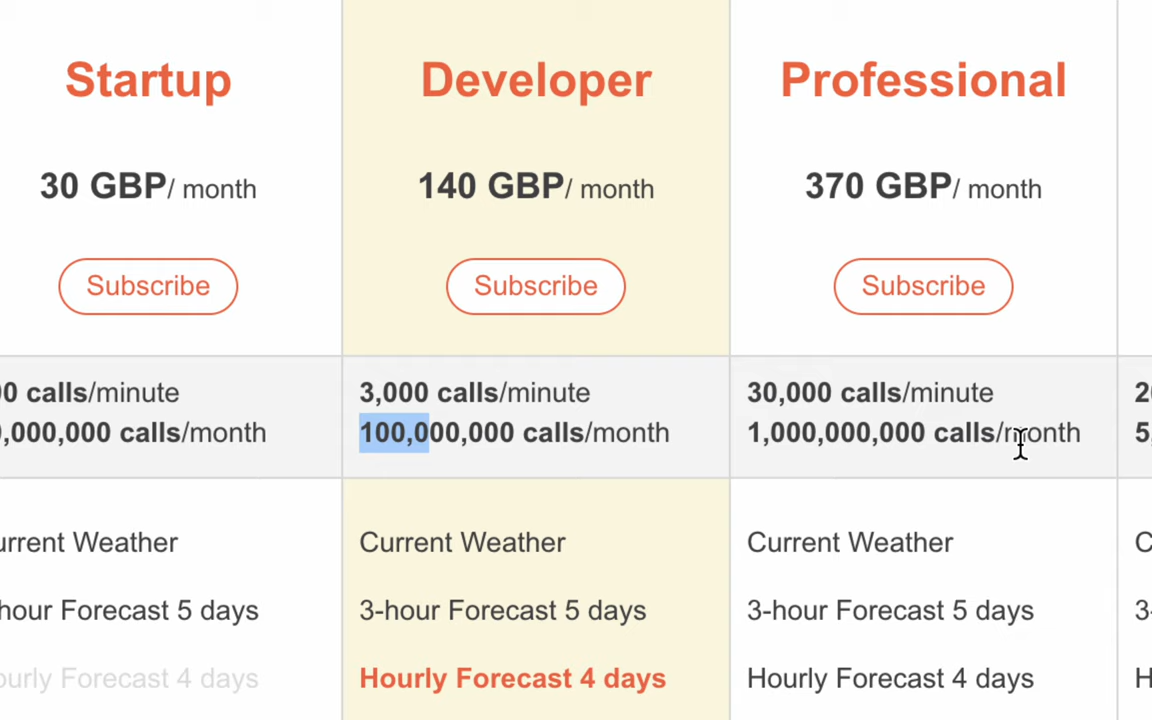 Startup
Developer
Professional
30 GBP/ month
140 GBP/ month
370 GBP/ month
Subscribe
Subscribe
Subscribe
calls/minute
3,000 calls/minute
30,000 calls/minute
,000,000 calls/month
100,000,000 calls/month
1,000,000,000 calls/month
Weather
Current Weather
Current Weather
hour Forecast 5 days
3-hour Forecast 5 days
3-hour Forecast 5 days
Forecast 4 days
Hourly Forecast 4 days
Hourly Forecast 4 days